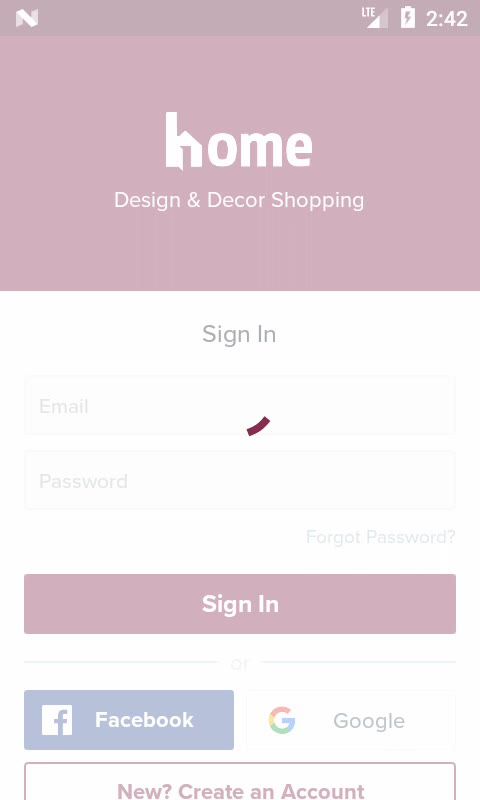 LTE 2:42
home
Design & Decor Shopping
Sign In
Email
Password
Forgot Password?
Sign In
or
Facebook Google
New? Create an Account